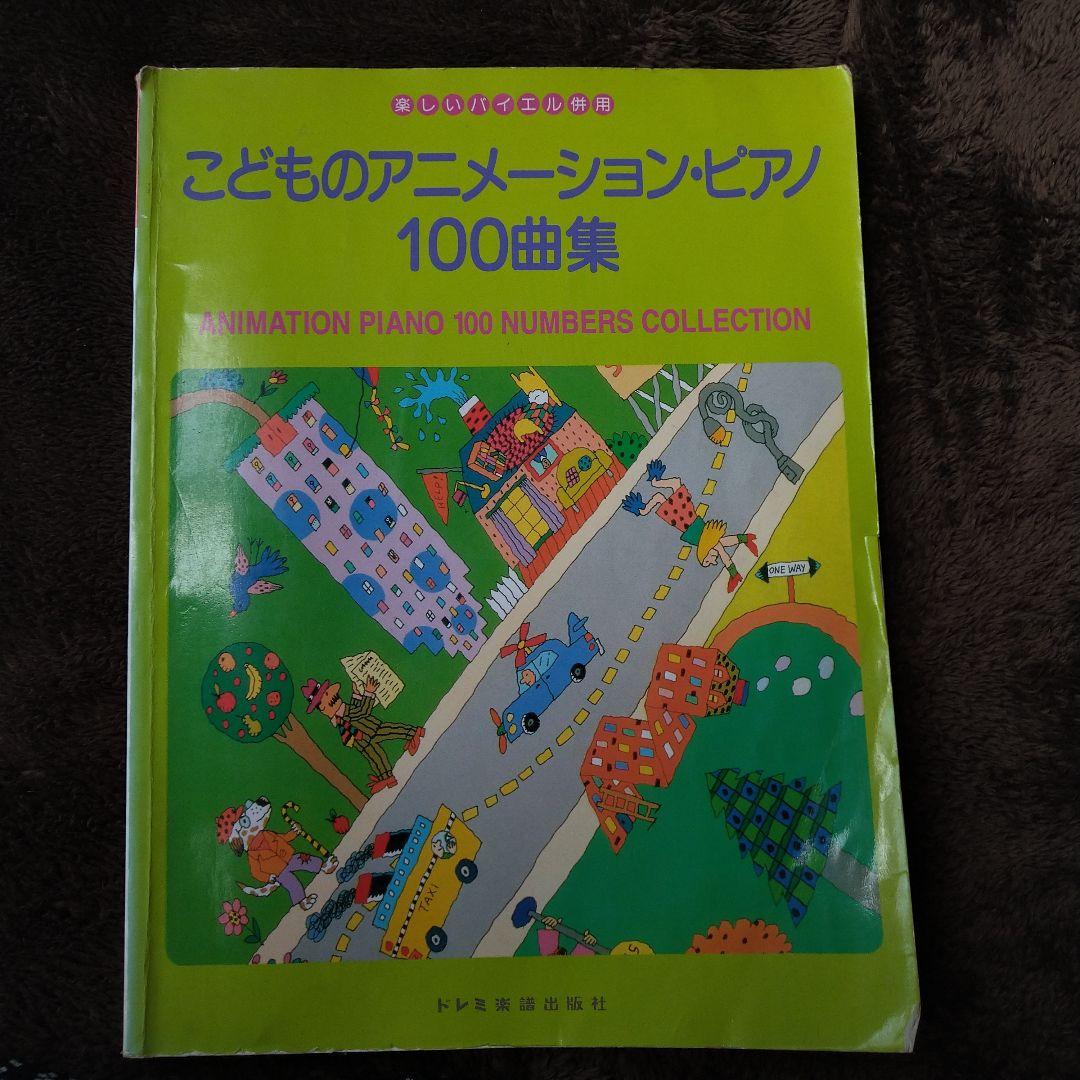 楽しいバイエル併用
こどものアニメーション・ピアノ
100曲集
ANIMATION PIANO 100 NUMBERS COLLECTION
HELP!
ONE WAY
TAXI
ドレミ楽譜出版社